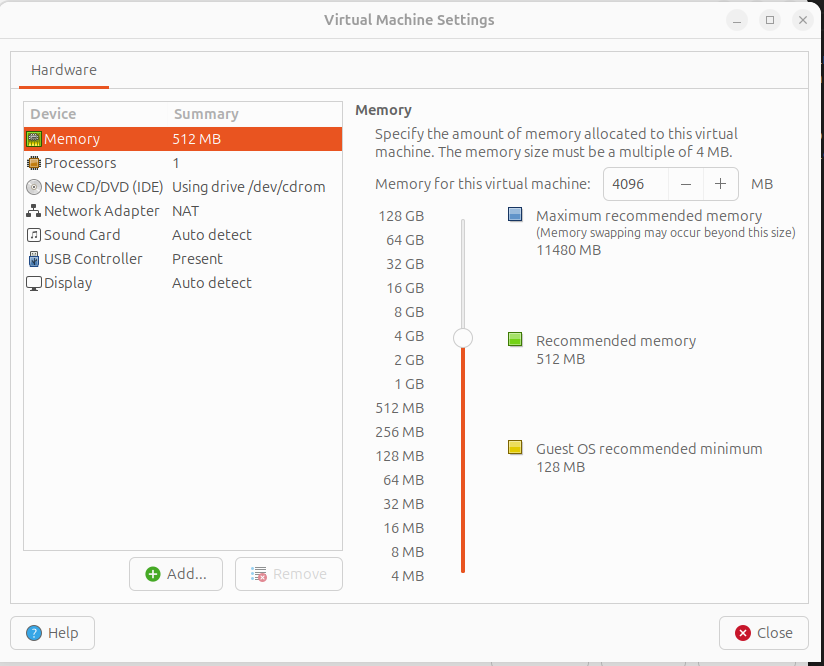 Virtual Machine Settings
Hardware
Device Summary
Memory 512 MB
Processors 1
New CD/DVD (IDE) Using drive /dev/cdrom
Network Adapter NAT
Sound Card Auto detect
USB Controller Present
Display Auto detect
Add...
Remove
Memory
Specify the amount of memory allocated to this virtual
machine. The memory size must be a multiple of 4 MB.
Memory for this virtual machine: 4096 − + MB
128 GB
64 GB
32 GB
16 GB
8 GB
4 GB
2 GB
1 GB
512 MB
256 MB
128 MB
64 MB
32 MB
16 MB
8 MB
4 MB
Maximum recommended memory
(Memory swapping may occur beyond this size)
11480 MB
Recommended memory
512 MB
Guest OS recommended minimum
128 MB
Help
Close